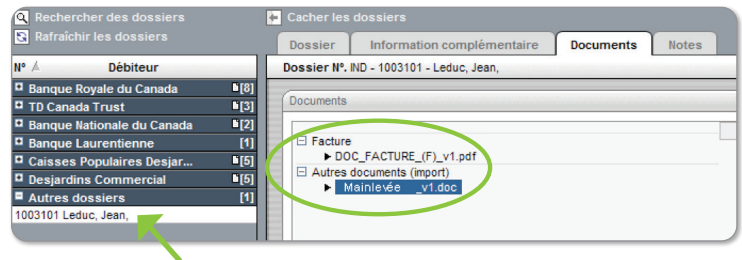 Rechercher des dossiers
Rafraîchir les dossiers
Nº Débiteur
Banque Royale du Canada [8]
TD Canada Trust [3]
Banque Nationale du Canada [2]
Banque Laurentienne [1]
Caisses Populaires Desjar... [5]
Desjardins Commercial [5]
Autres dossiers [1]
1003101 Leduc, Jean,
Cacher les dossiers
Dossier Information complémentaire Documents Notes
Dossier Nº. IND - 1003101 - Leduc, Jean,
Documents
Facture
DOC_FACTURE_(F)_v1.pdf
Autres documents (import)
Mainlevée _v1.doc